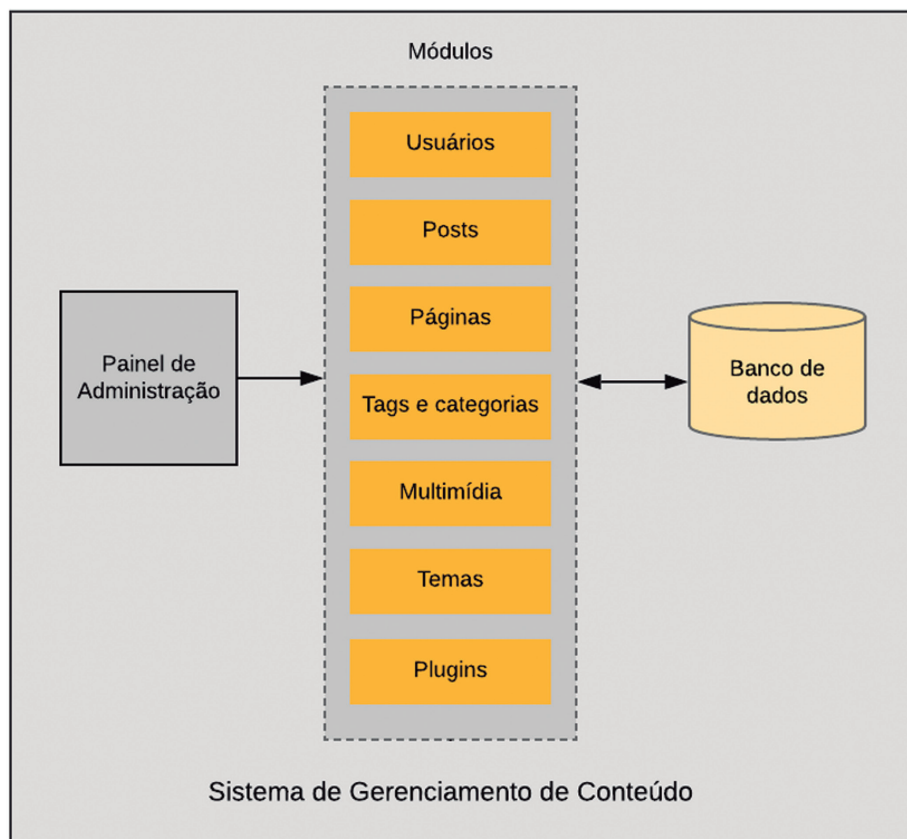 Módulos
Usuários
Posts
Páginas
Painel de
Administração
Tags e categorias
Banco de
dados
Multimídia
Temas
Plugins
Sistema de Gerenciamento de Conteúdo